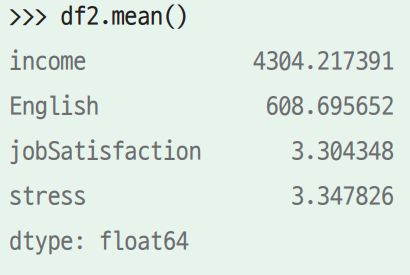 >>> df2.mean()
income 4304.217391
English 608.695652
jobSatisfaction 3.304348
stress 3.347826
dtype: float64